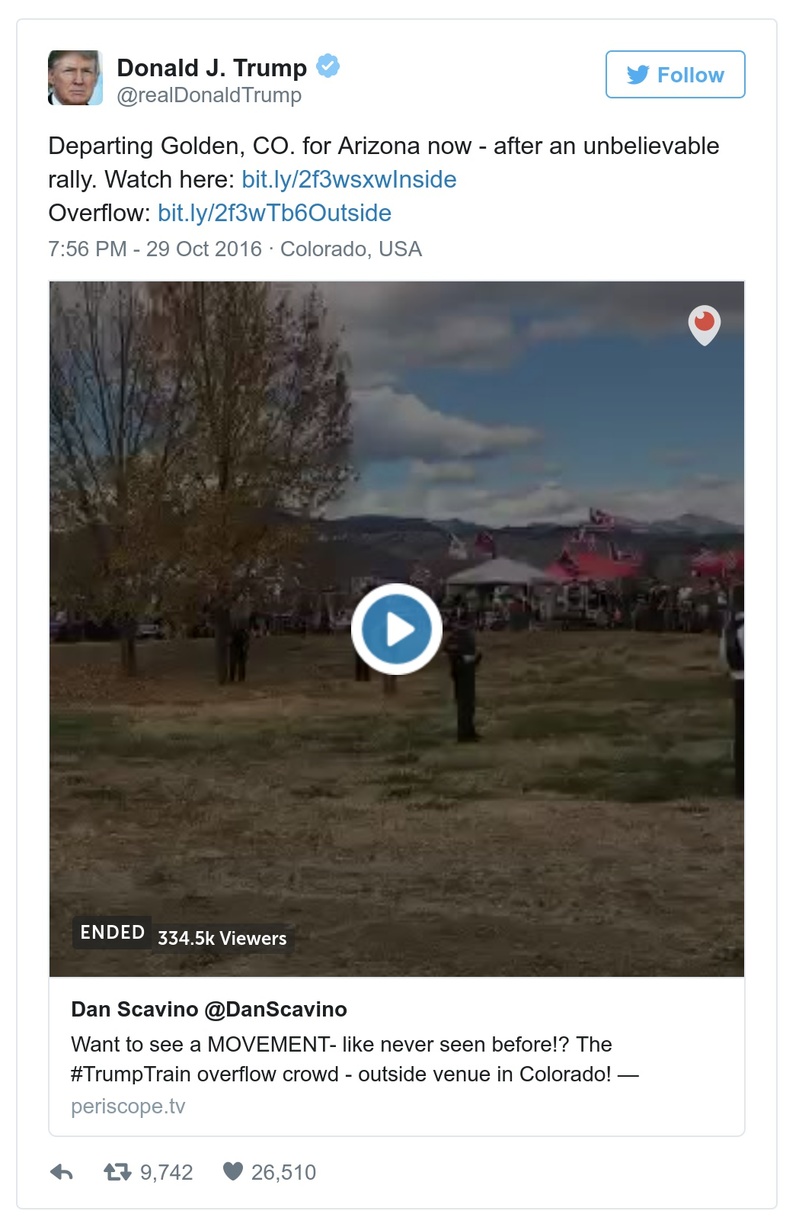 Donald J. Trump
@realDonaldTrump
Follow
Departing Golden, CO. for Arizona now - after an unbelievable
rally. Watch here: bit.ly/2f3wsxwInside
Overflow: bit.ly/2f3wTb6Outside
7:56 PM - 29 Oct 2016 · Colorado, USA
ENDED 334.5k Viewers
Dan Scavino @DanScavino
Want to see a MOVEMENT- like never seen before!? The
#TrumpTrain overflow crowd - outside venue in Colorado! —
periscope.tv
9,742 26,510